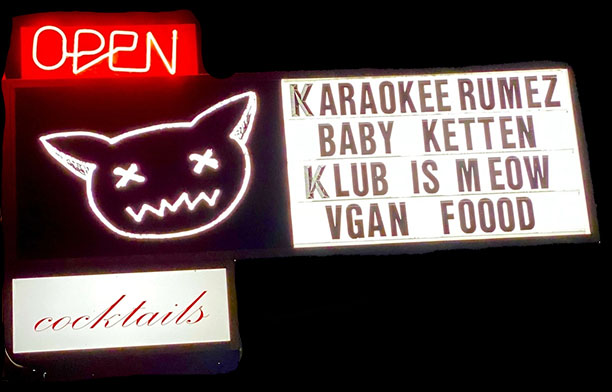 OPEN
KARAOKEE RUMEZ
BABY KETTEN
KLUB IS MEOW
VGAN FOOOD
cocktails